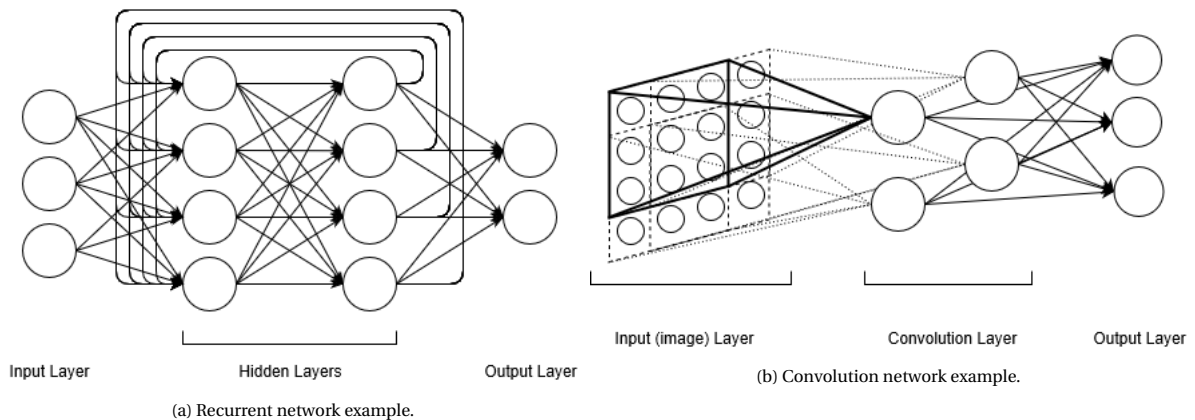 Input Layer
Hidden Layers
Output Layer
(a) Recurrent network example.
Input (image) Layer
Convolution Layer
Output Layer
(b) Convolution network example.